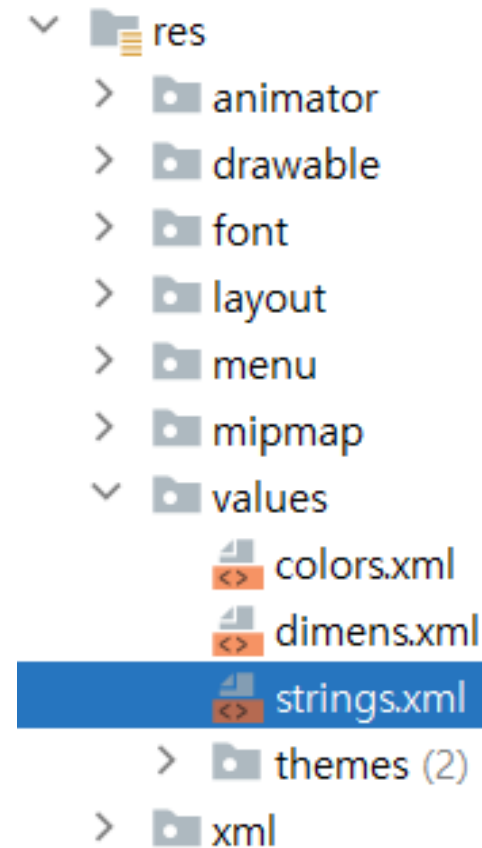 res
animator
drawable
font
layout
menu
mipmap
values
colors.xml
dimens.xml
strings.xml
themes (2)
xml